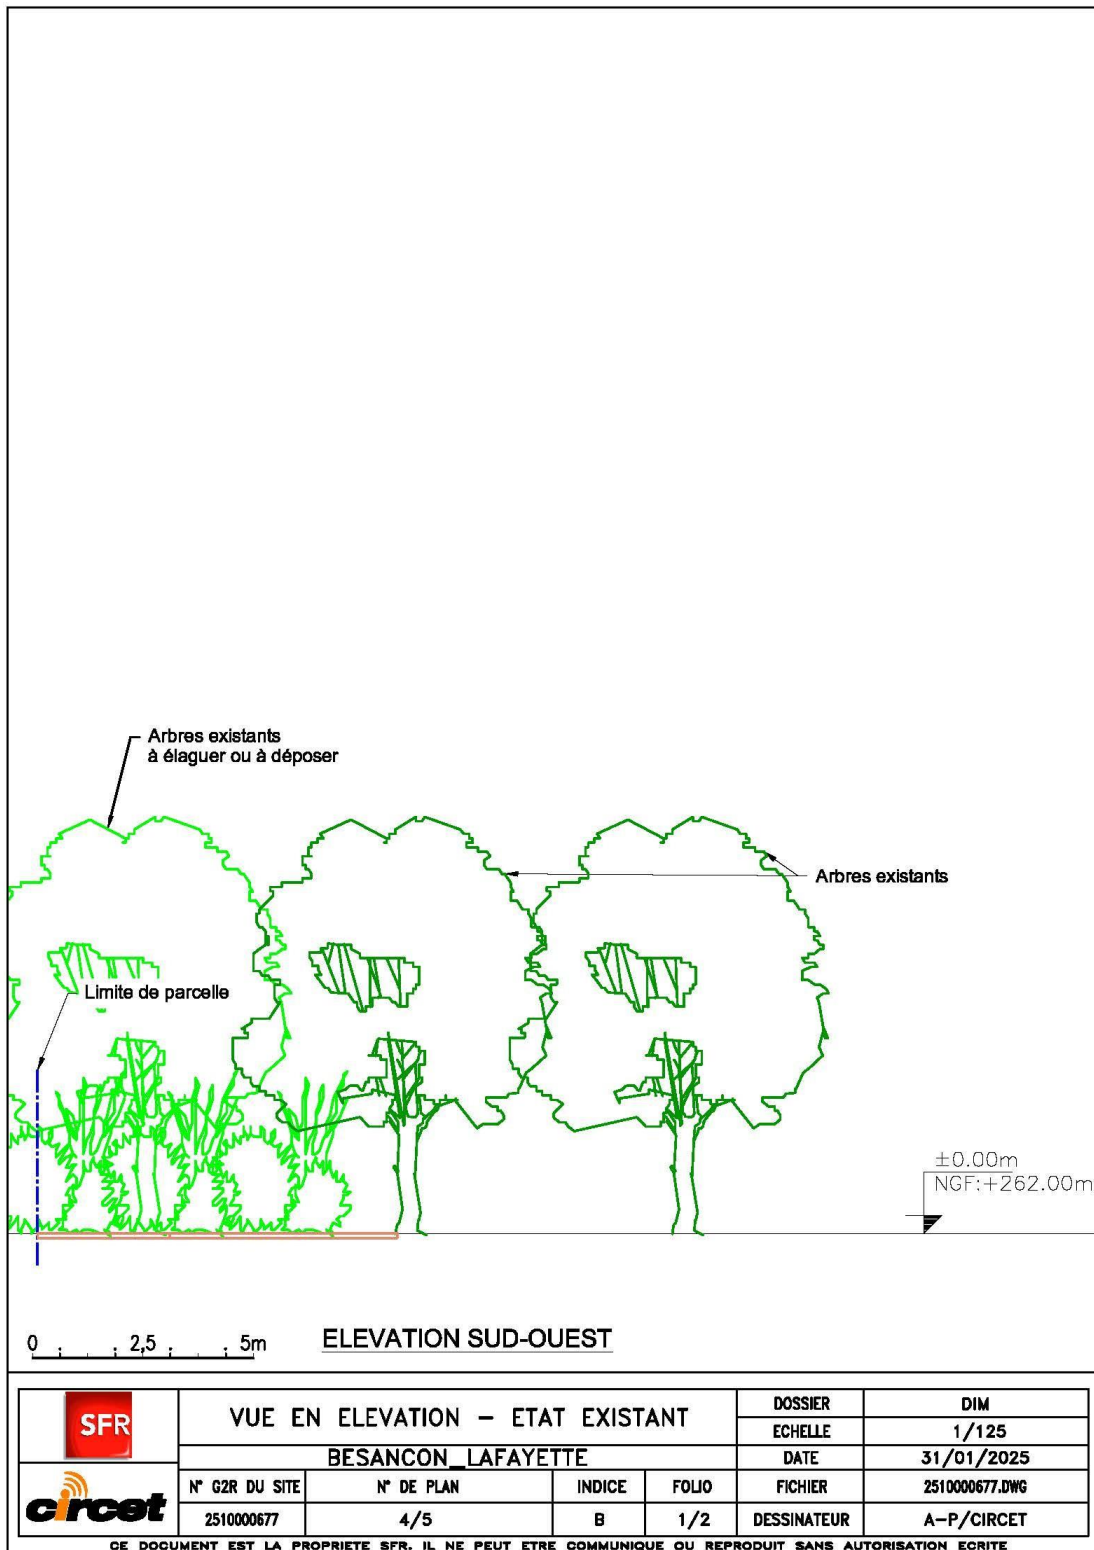 Arbres existants
à élaguer ou à déposer
Arbres existants
Limite de parcelle
±0.00m
NGF:+262.00m
0 2,5 5m
ELEVATION SUD-OUEST
SFR
circet
VUE EN ELEVATION - ETAT EXISTANT
BESANCON_LAFAYETTE
N° G2R DU SITE N° DE PLAN INDICE FOLIO
2510000677 4/5 B 1/2
DOSSIER DIM
ECHELLE 1/125
DATE 31/01/2025
FICHIER 2510000677.DWG
DESSINATEUR A-P/CIRCET
CE DOCUMENT EST LA PROPRIETE SFR. IL NE PEUT ETRE COMMUNIQUE OU REPRODUIT SANS AUTORISATION ECRITE